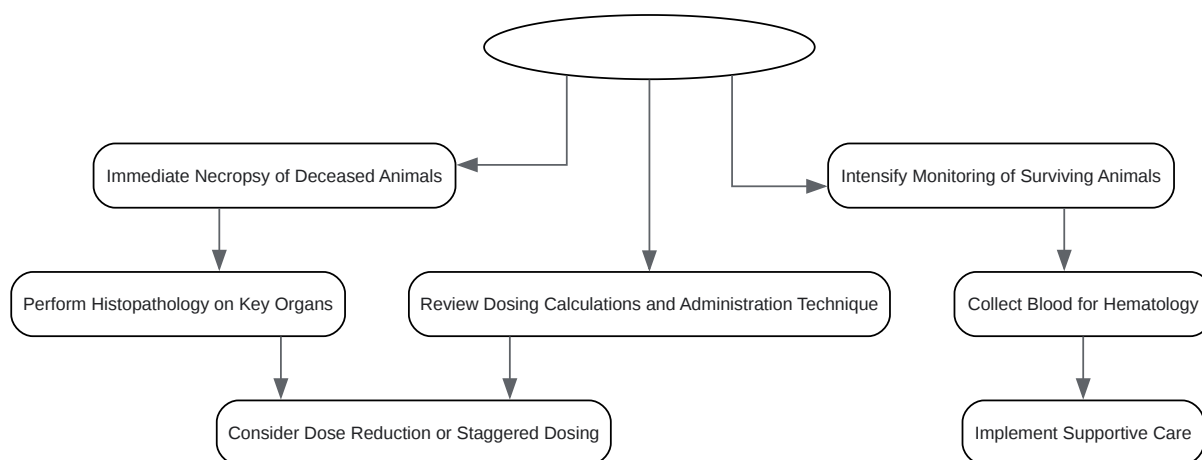 Immediate Necropsy of Deceased Animals
Intensify Monitoring of Surviving Animals
Perform Histopathology on Key Organs
Review Dosing Calculations and Administration Technique
Collect Blood for Hematology
Consider Dose Reduction or Staggered Dosing
Implement Supportive Care